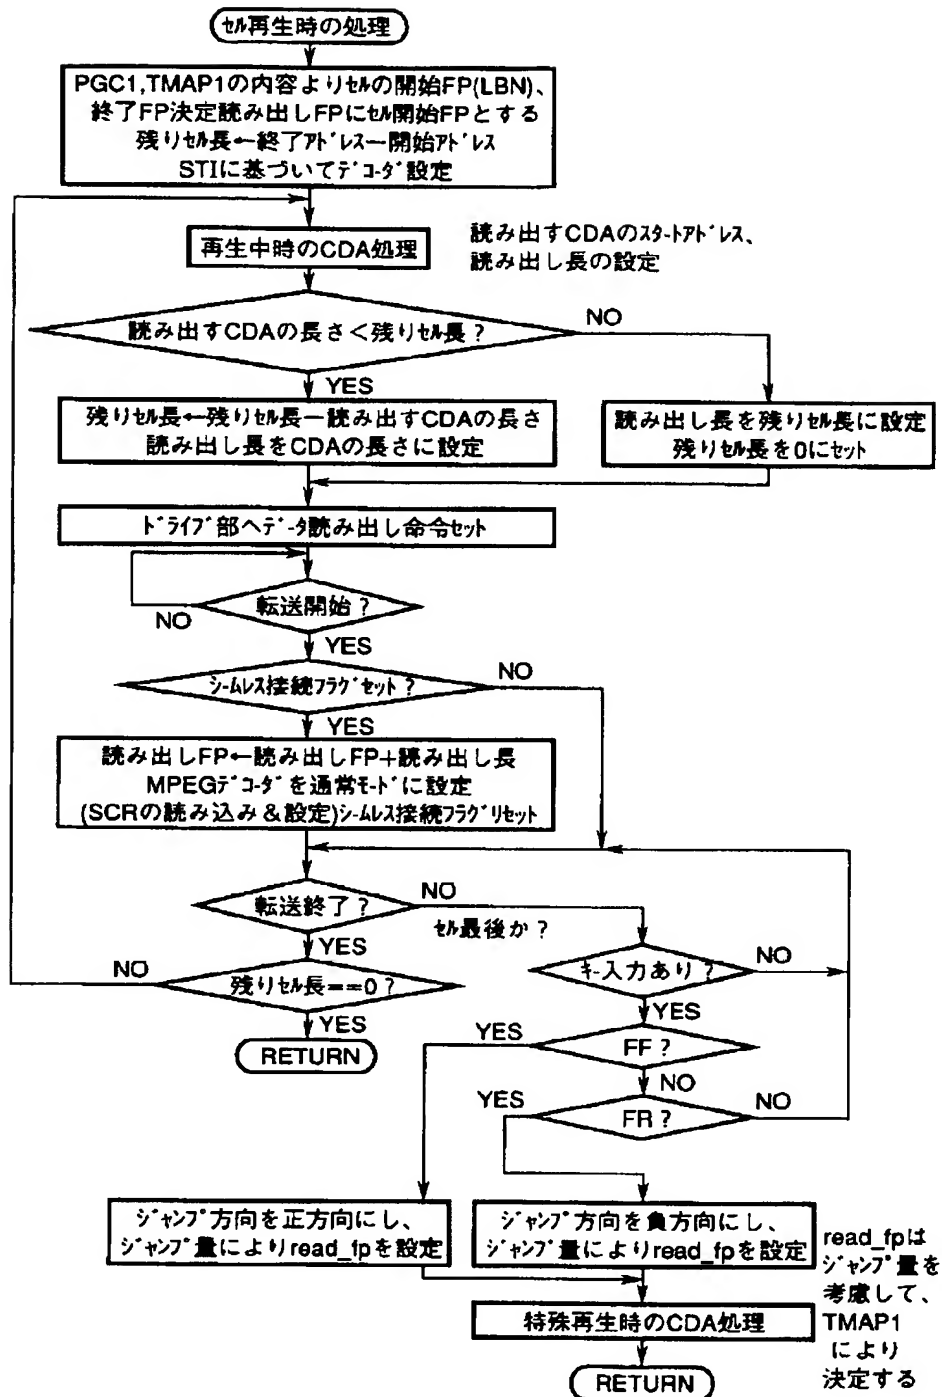 ｾﾙ再生時の処理
PGC1,TMAP1の内容よりｾﾙの開始FP(LBN)、
終了FP決定読み出しFPにｾﾙ開始FPとする
残りｾﾙ長←終了ｱﾄﾞﾚｽー開始ｱﾄﾞﾚｽ
STIに基づいてﾃﾞｺｰﾀﾞ設定
再生中時のCDA処理
読み出すCDAのｽﾀｰﾄｱﾄﾞﾚｽ、
読み出し長の設定
読み出すCDAの長さ<残りｾﾙ長?
NO
YES
残りｾﾙ長←残りｾﾙ長ー読み出すCDAの長さ
読み出し長をCDAの長さに設定
読み出し長を残りｾﾙ長に設定
残りｾﾙ長を0にｾｯﾄ
ﾄﾞﾗｲﾌﾞ部へﾃﾞｰﾀ読み出し命令ｾｯﾄ
転送開始?
NO
YES
ｼｰﾑﾚｽ接続ﾌﾗｸﾞｾｯﾄ?
NO
YES
読み出しFP←読み出しFP+読み出し長
MPEGﾃﾞｺｰﾀﾞを通常ﾓｰﾄﾞに設定
(SCRの読み込み&設定)ｼｰﾑﾚｽ接続ﾌﾗｸﾞﾘｾｯﾄ
転送終了?
NO
YES
ｾﾙ最後か?
NO
残りｾﾙ長==0?
YES
RETURN
ｷｰ入力あり?
NO
YES
YES
FF?
NO
YES
FR?
NO
ｼﾞｬﾝﾌﾟ方向を正方向にし、
ｼﾞｬﾝﾌﾟ量によりread_fpを設定
ｼﾞｬﾝﾌﾟ方向を負方向にし、
ｼﾞｬﾝﾌﾟ量によりread_fpを設定
read_fpは
ｼﾞｬﾝﾌﾟ量を
考慮して、
TMAP1
により
決定する
特殊再生時のCDA処理
RETURN